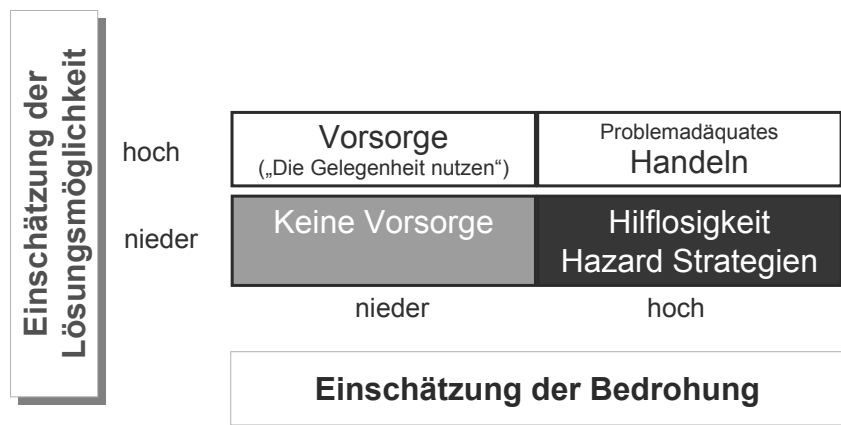 Einschätzung der
Lösungsmöglichkeit
hoch
Vorsorge
(„Die Gelegenheit nutzen“)
Problemadäquates
Handeln
nieder
Keine Vorsorge
Hilflosigkeit
Hazard Strategien
nieder
hoch
Einschätzung der Bedrohung